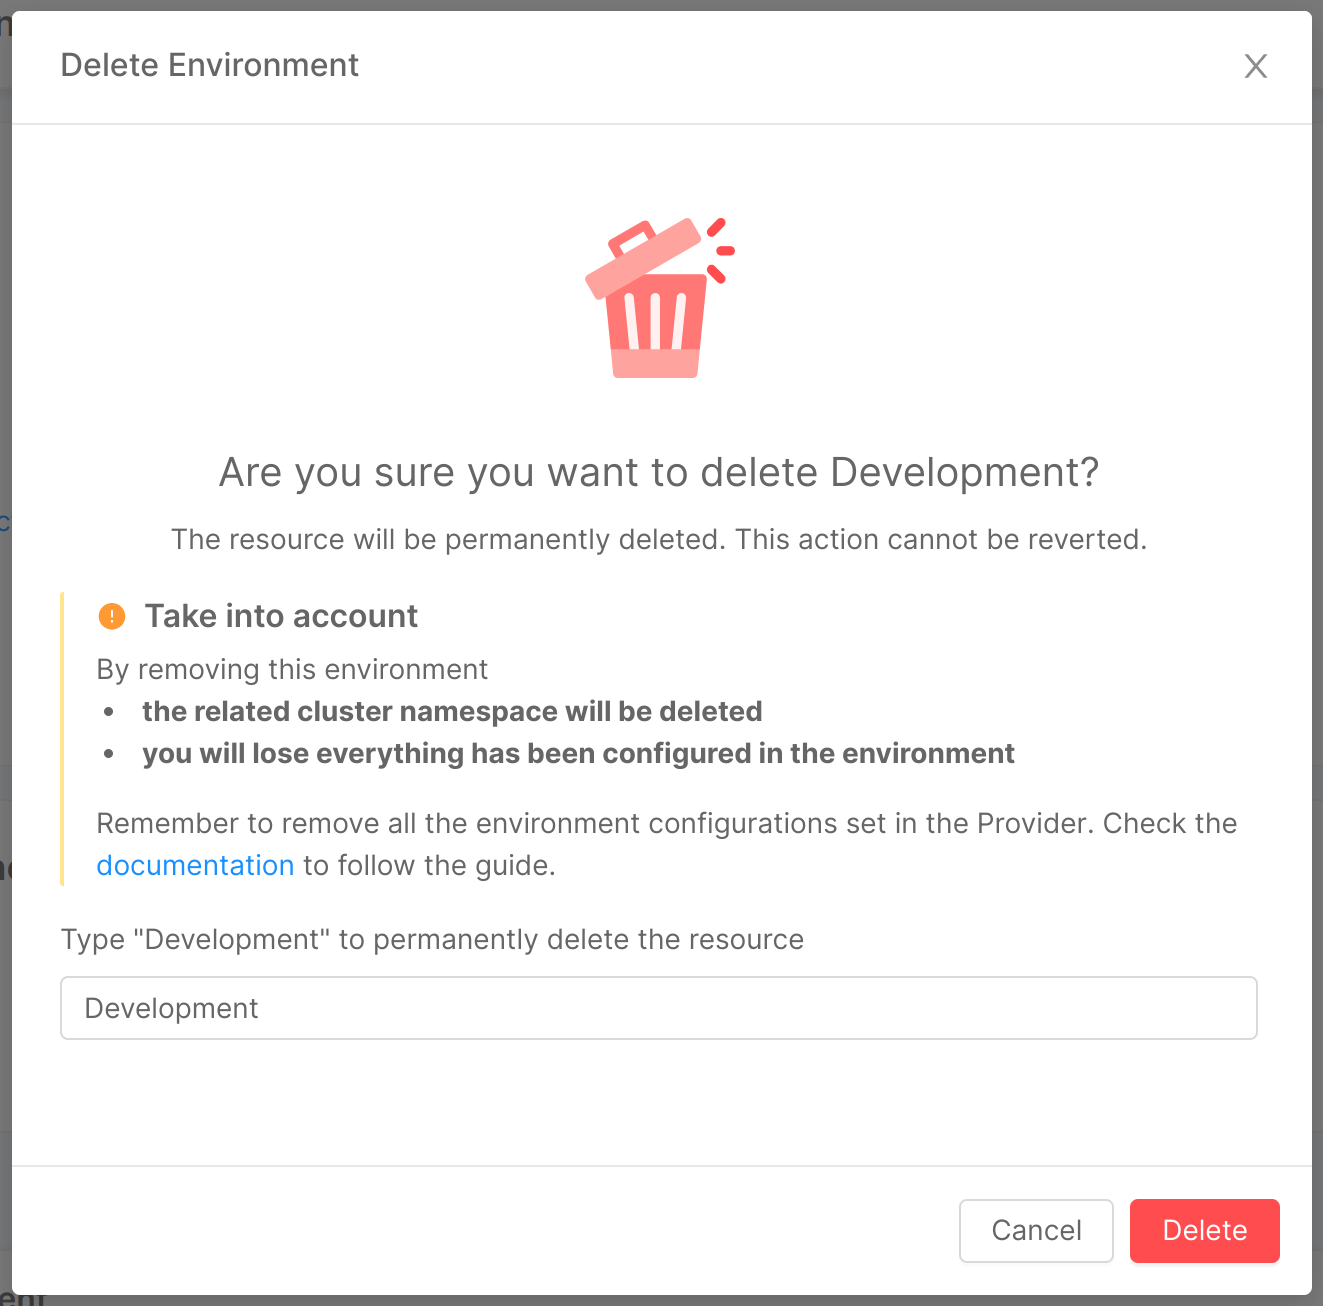 Delete Environment
Are you sure you want to delete Development?
The resource will be permanently deleted. This action cannot be reverted.
Take into account
By removing this environment
• the related cluster namespace will be deleted
• you will lose everything has been configured in the environment
Remember to remove all the environment configurations set in the Provider. Check the
documentation to follow the guide.
Type "Development" to permanently delete the resource
Development
Cancel
Delete